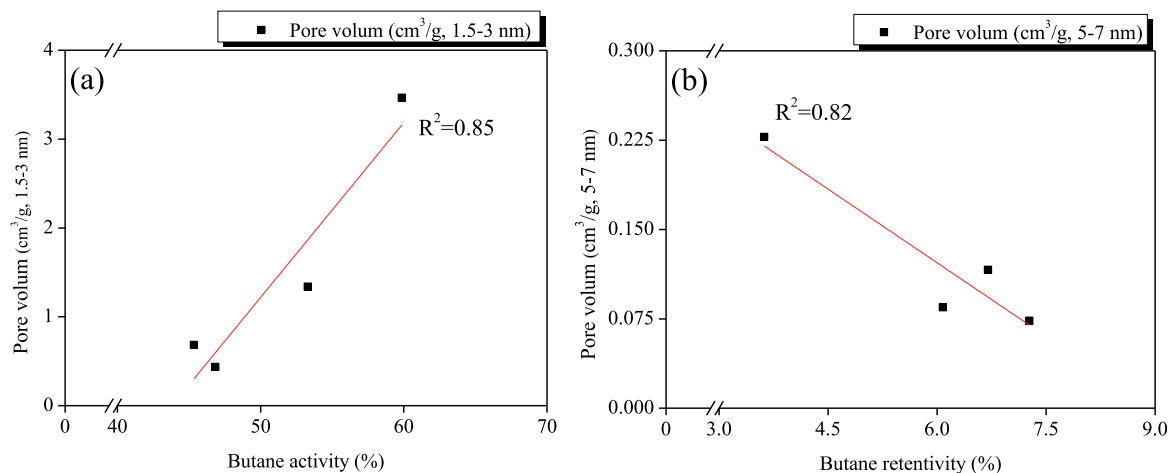 Pore volum (cm³/g, 1.5-3 nm)
(a)
R²=0.85
4
3
2
1
0
Pore volum (cm³/g, 1.5-3 nm)
0 40 50 60 70
Butane activity (%)
Pore volum (cm³/g, 5-7 nm)
(b)
R²=0.82
0.300
0.225
0.150
0.075
0.000
Pore volum (cm³/g, 5-7 nm)
0 3.0 4.5 6.0 7.5 9.0
Butane retentivity (%)